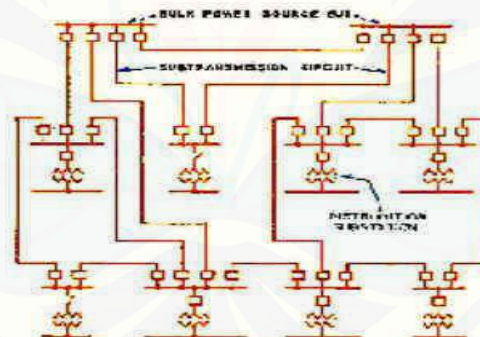 BULK POWER SOURCE BUS
SUBTRANSMISSION CIRCUIT
DISTRIBUTION
SUBSTATION